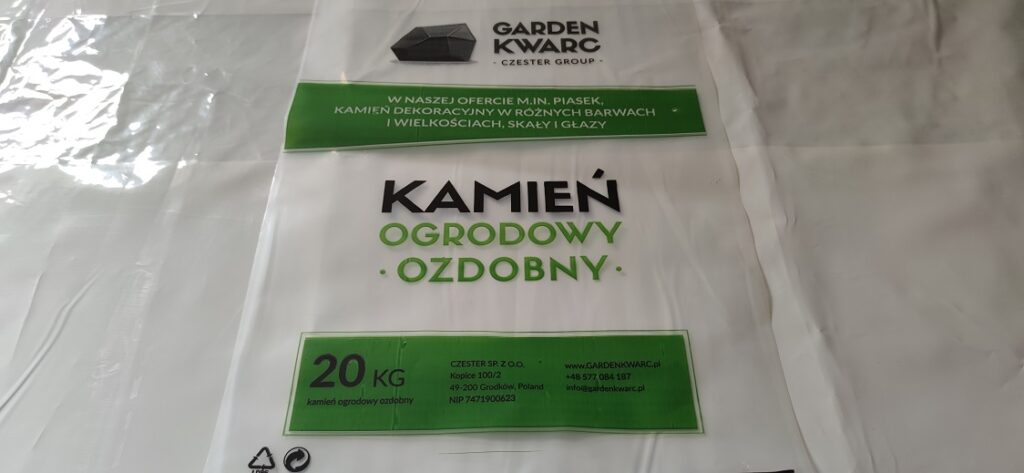 GARDEN
KWARC
· CZESTER GROUP ·
W NASZEJ OFERCIE M.IN. PIASEK,
KAMIEŃ DEKORACYJNY W RÓŻNYCH BARWACH
I WIELKOŚCIACH, SKAŁY I GŁAZY
KAMIEŃ
OGRODOWY
· OZDOBNY ·
20 KG
kamień ogrodowy ozdobny
CZESTER SP. Z O.O.
Kopice 100/2
49-200 Grodków, Poland
NIP 7471900623
www.GARDENKWARC.pl
+48 577 084 187
info@gardenkwarc.pl